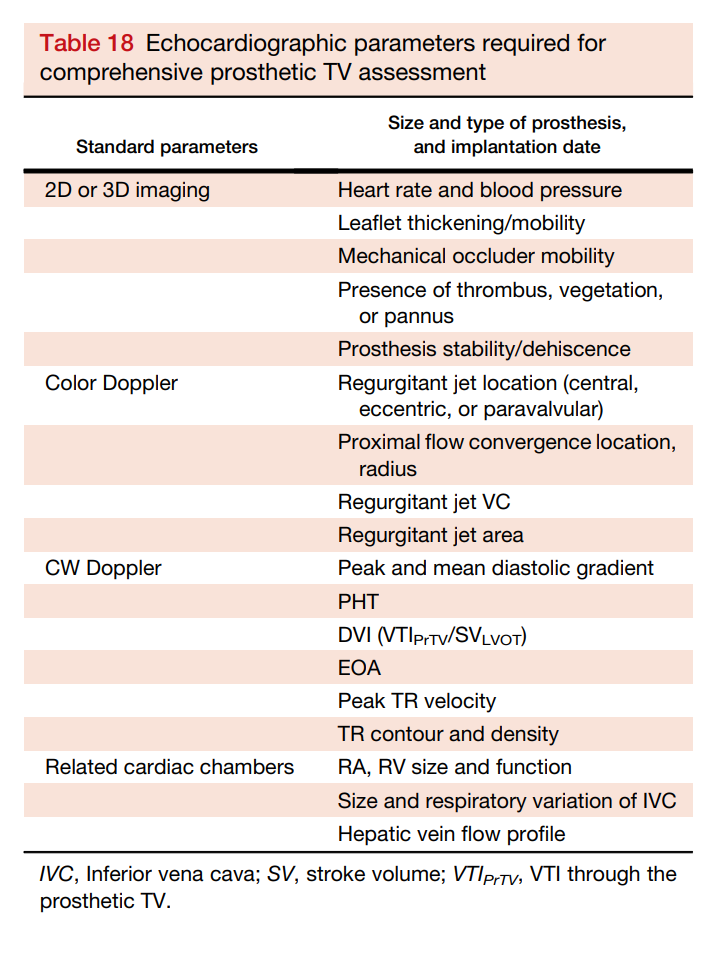 Table 18 Echocardiographic parameters required for
comprehensive prosthetic TV assessment
Standard parameters
Size and type of prosthesis,
and implantation date
2D or 3D imaging
Heart rate and blood pressure
Leaflet thickening/mobility
Mechanical occluder mobility
Presence of thrombus, vegetation,
or pannus
Prosthesis stability/dehiscence
Color Doppler
Regurgitant jet location (central,
eccentric, or paravalvular)
Proximal flow convergence location,
radius
Regurgitant jet VC
Regurgitant jet area
CW Doppler
Peak and mean diastolic gradient
PHT
DVI (VTIPrTV/SVLVOT)
EOA
Peak TR velocity
TR contour and density
Related cardiac chambers
RA, RV size and function
Size and respiratory variation of IVC
Hepatic vein flow profile
IVC, Inferior vena cava; SV, stroke volume; VTIPrTV, VTI through the
prosthetic TV.